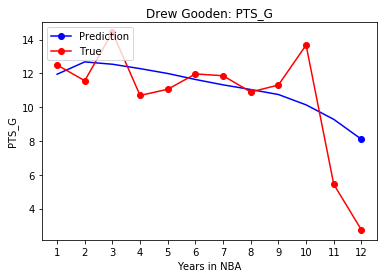 Drew Gooden: PTS_G
Prediction
True
PTS_G
14
12
10
8
6
4
1 2 3 4 5 6 7 8 9 10 11 12
Years in NBA